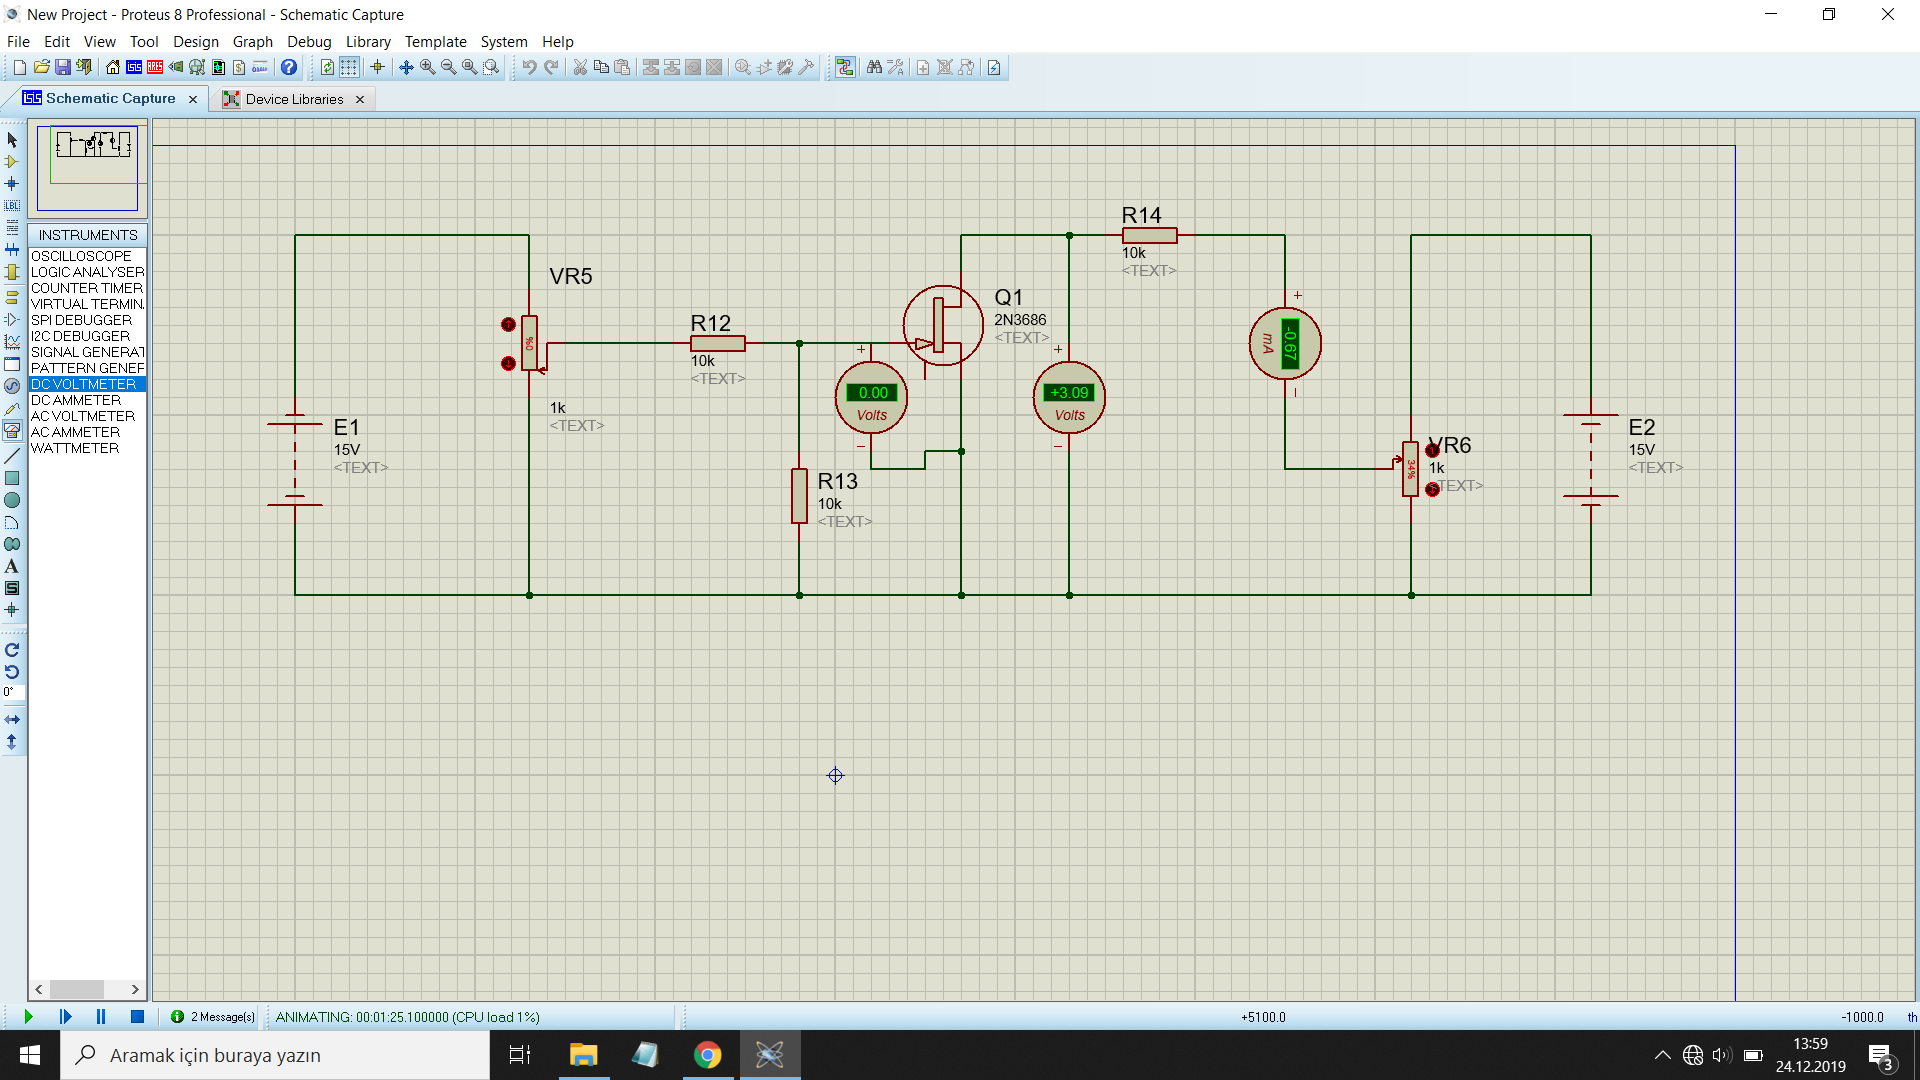 New Project - Proteus 8 Professional - Schematic Capture
File Edit View Tool Design Graph Debug Library Template System Help
Schematic Capture
Device Libraries
INSTRUMENTS
OSCILLOSCOPE
LOGIC ANALYSER
COUNTER TIMER
VIRTUAL TERMIN
SPI DEBUGGER
I2C DEBUGGER
SIGNAL GENERAT
PATTERN GENEF
DC VOLTMETER
DC AMMETER
AC VOLTMETER
AC AMMETER
WATTMETER
LBL
A
S
0°
E1
15V
<TEXT>
VR5
0%
1k
<TEXT>
R12
10k
<TEXT>
R13
10k
<TEXT>
0.00
Volts
Q1
2N3686
<TEXT>
+3.09
Volts
R14
10k
<TEXT>
-0.67
mA
VR6
34%
1k
<TEXT>
E2
15V
<TEXT>
2 Message(s)
ANIMATING: 00:01:25.100000 (CPU load 1%)
+5100.0
-1000.0
th
Aramak için buraya yazın
13:59
24.12.2019
3